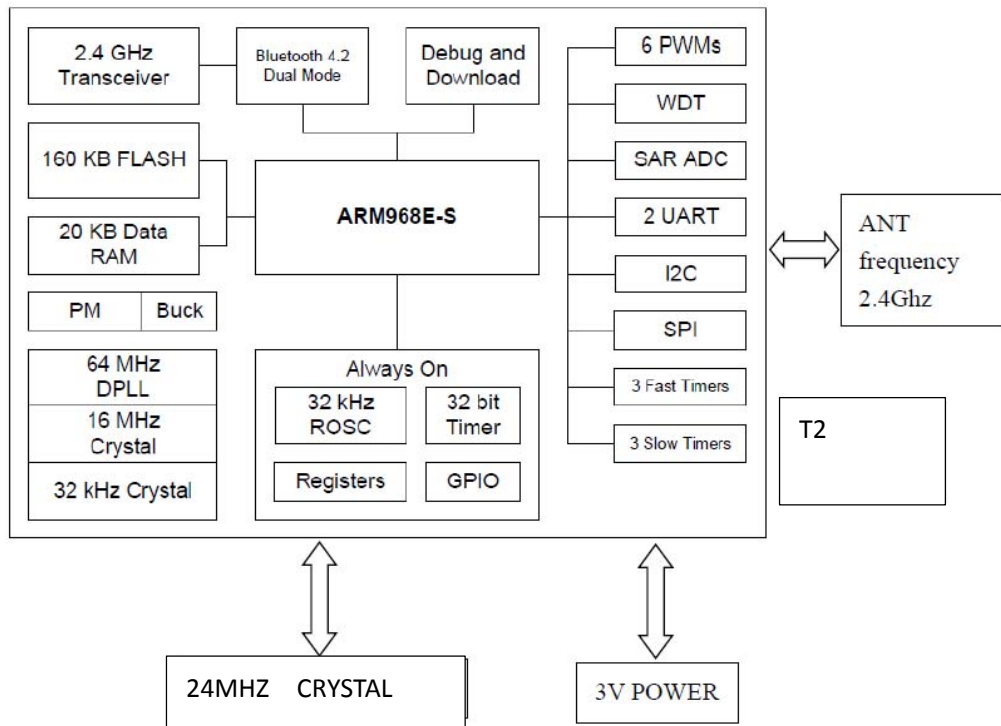 2.4 GHz
Transceiver
Bluetooth 4.2
Dual Mode
Debug and
Download
6 PWMs
WDT
160 KB FLASH
SAR ADC
ARM968E-S
20 KB Data
RAM
2 UART
I2C
PM
Buck
SPI
64 MHz
DPLL
16 MHz
Crystal
32 kHz Crystal
Always On
32 kHz
ROSC
32 bit
Timer
Registers
GPIO
3 Fast Timers
3 Slow Timers
ANT
frequency
2.4Ghz
T2
24MHZ CRYSTAL
3V POWER